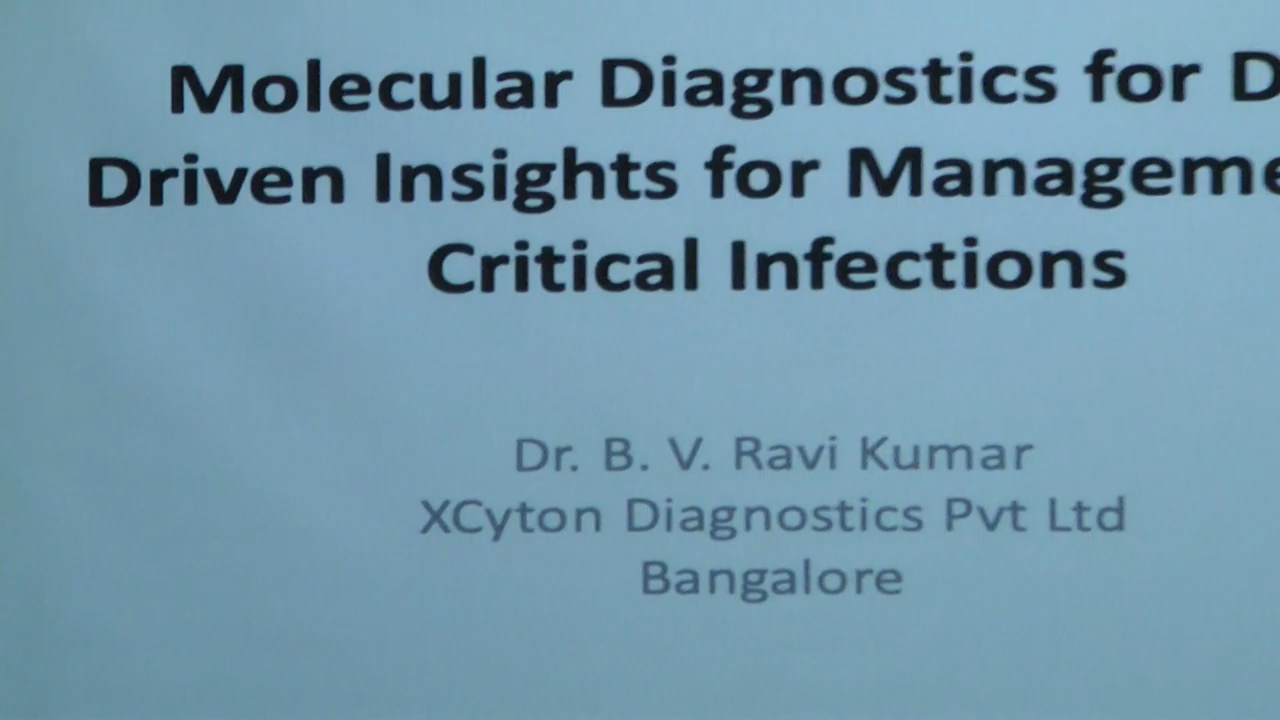 Molecular Diagnostics for D
Driven Insights for Manageme
Critical Infections
Dr. B. V. Ravi Kumar
XCyton Diagnostics Pvt Ltd
Bangalore